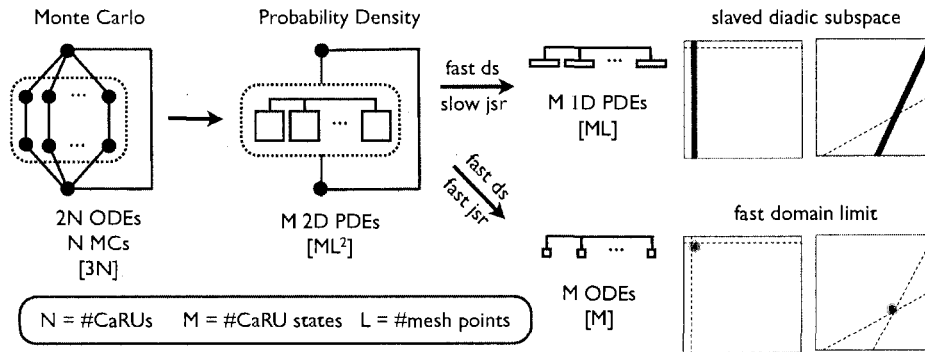 Monte Carlo
Probability Density
slaved diadic subspace
fast ds
slow jsr
M 1D PDEs
[ML]
fast ds
fast jsr
2N ODEs
N MCs
[3N]
M 2D PDEs
[ML²]
fast domain limit
M ODEs
[M]
N = #CaRUs M = #CaRU states L = #mesh points